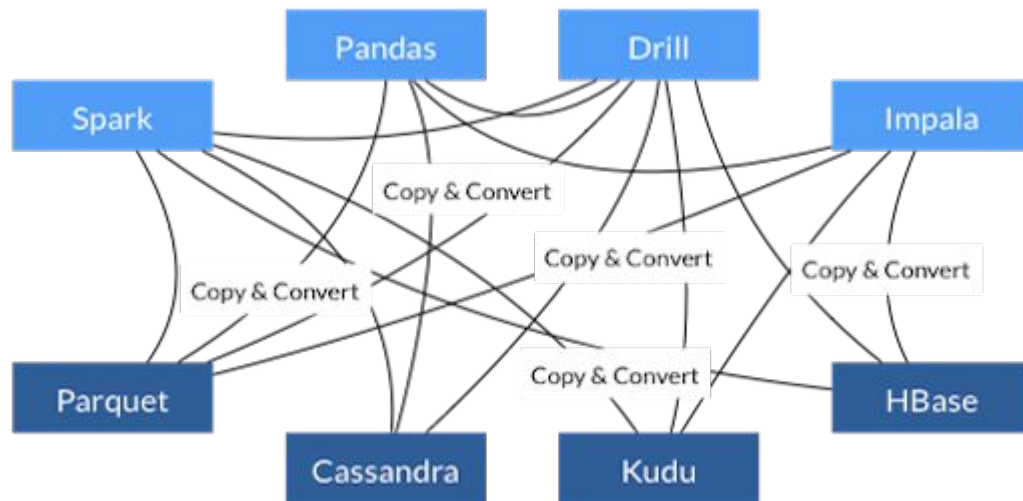 Pandas
Drill
Spark
Impala
Copy & Convert
Copy & Convert
Copy & Convert
Copy & Convert
Copy & Convert
Parquet
HBase
Cassandra
Kudu